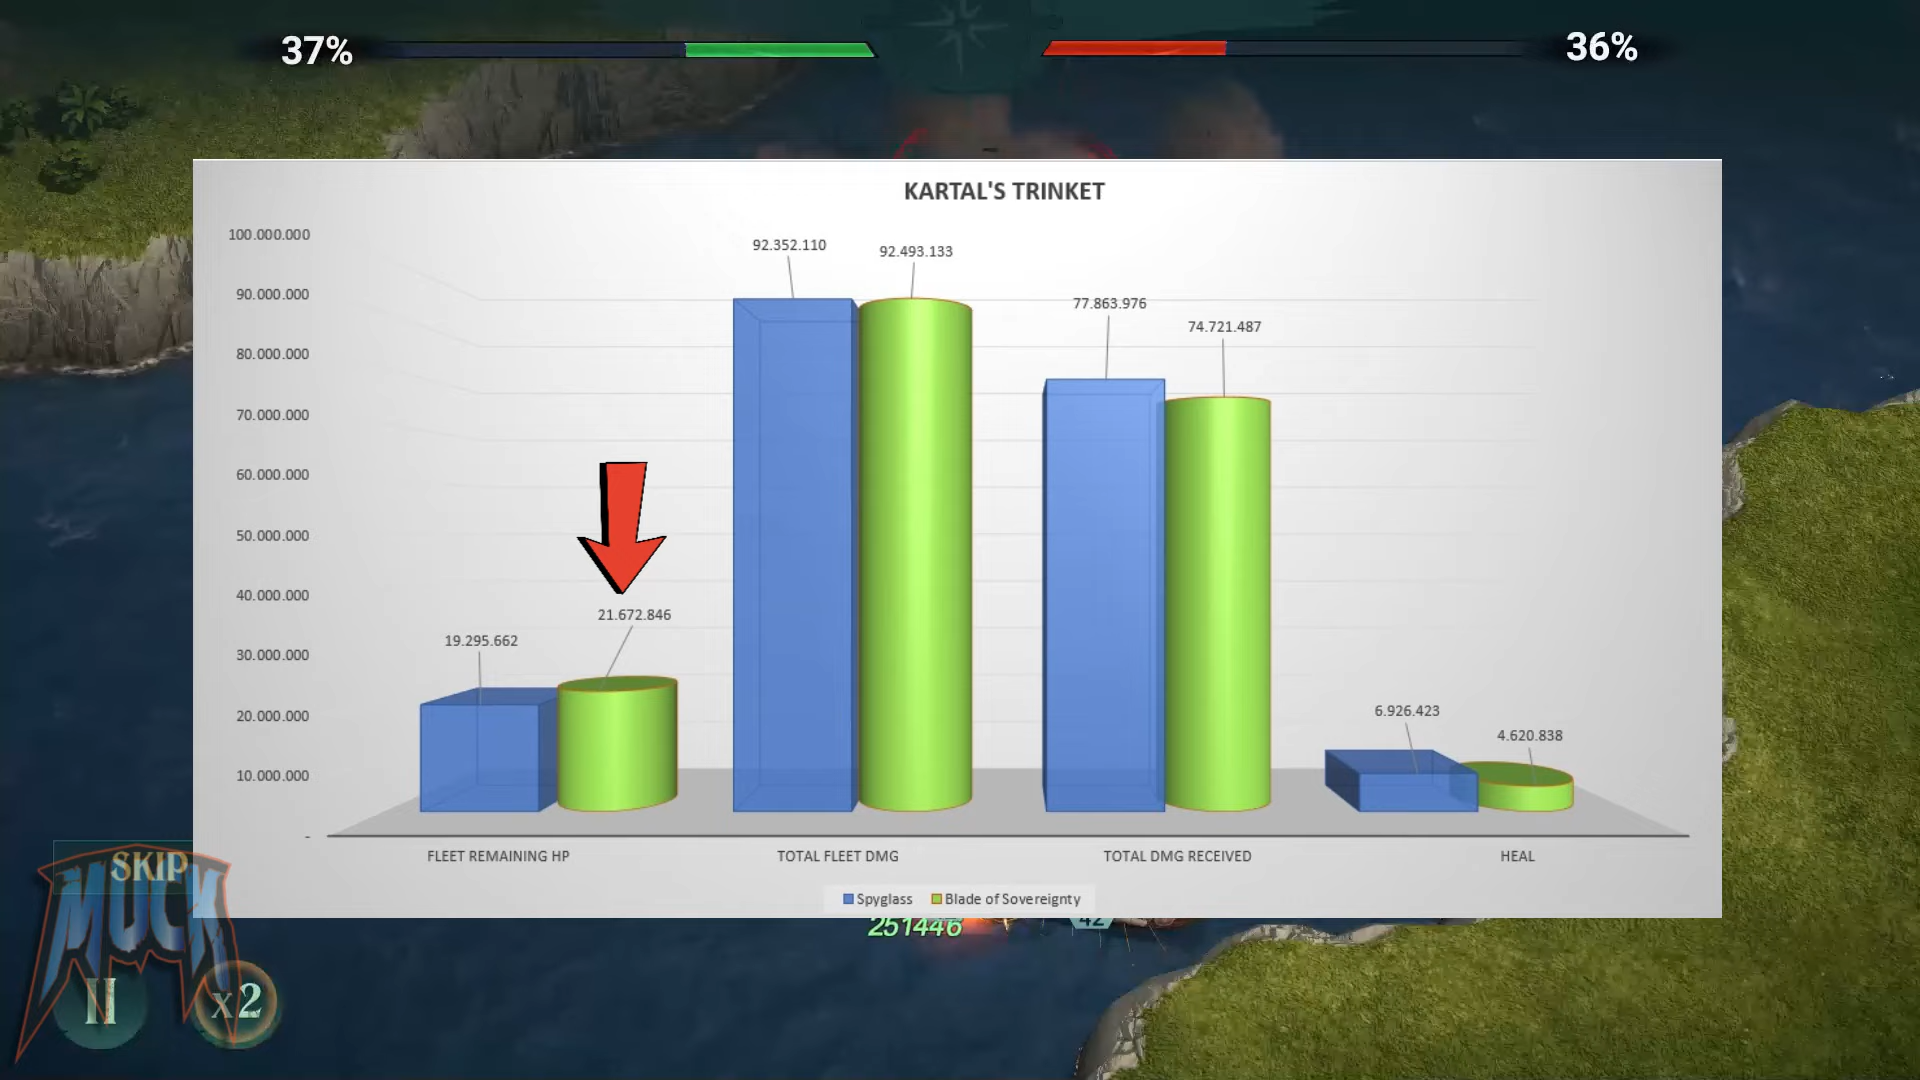 37%
36%
KARTAL'S TRINKET
100.000.000
90.000.000
80.000.000
70.000.000
60.000.000
50.000.000
40.000.000
30.000.000
20.000.000
10.000.000
-
19.295.662
21.672.846
92.352.110
92.493.133
77.863.976
74.721.487
6.926.423
4.620.838
FLEET REMAINING HP
TOTAL FLEET DMG
TOTAL DMG RECEIVED
HEAL
Spyglass
Blade of Sovereignty
251446
42
SKIP
MUCK
x2